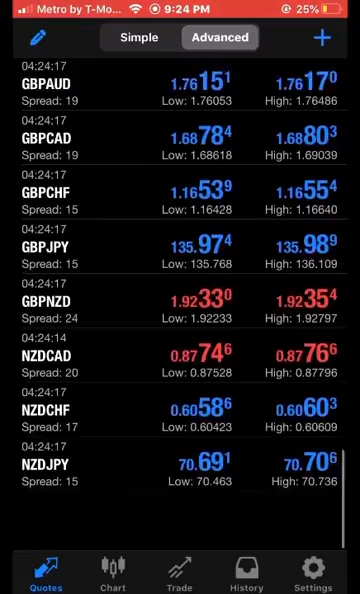 Metro by T-Mo... 9:24 PM 25%
Simple Advanced +
04:24:17
GBPAUD 1.76151 1.76170
Spread: 19 Low: 1.76053 High: 1.76486
04:24:17
GBPCAD 1.68784 1.68803
Spread: 19 Low: 1.68618 High: 1.69039
04:24:17
GBPCHF 1.16539 1.16554
Spread: 15 Low: 1.16428 High: 1.16640
04:24:17
GBPJPY 135.974 135.989
Spread: 15 Low: 135.768 High: 136.109
04:24:17
GBPNZD 1.92330 1.92354
Spread: 24 Low: 1.92233 High: 1.92797
04:24:14
NZDCAD 0.87746 0.87766
Spread: 20 Low: 0.87528 High: 0.87796
04:24:17
NZDCHF 0.60586 0.60603
Spread: 17 Low: 0.60423 High: 0.60609
04:24:17
NZDJPY 70.691 70.706
Spread: 15 Low: 70.463 High: 70.736
Quotes Chart Trade History Settings